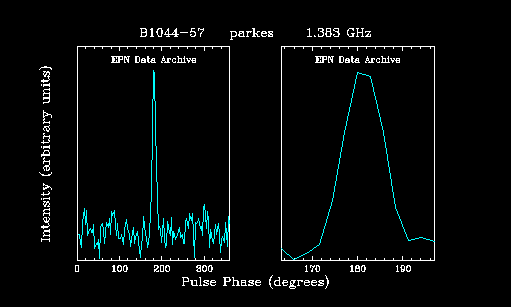 B1044-57 parkes 1.383 GHz
EPN Data Archive EPN Data Archive
Intensity (arbitrary units)
0 100 200 300 170 180 190
Pulse Phase (degrees)